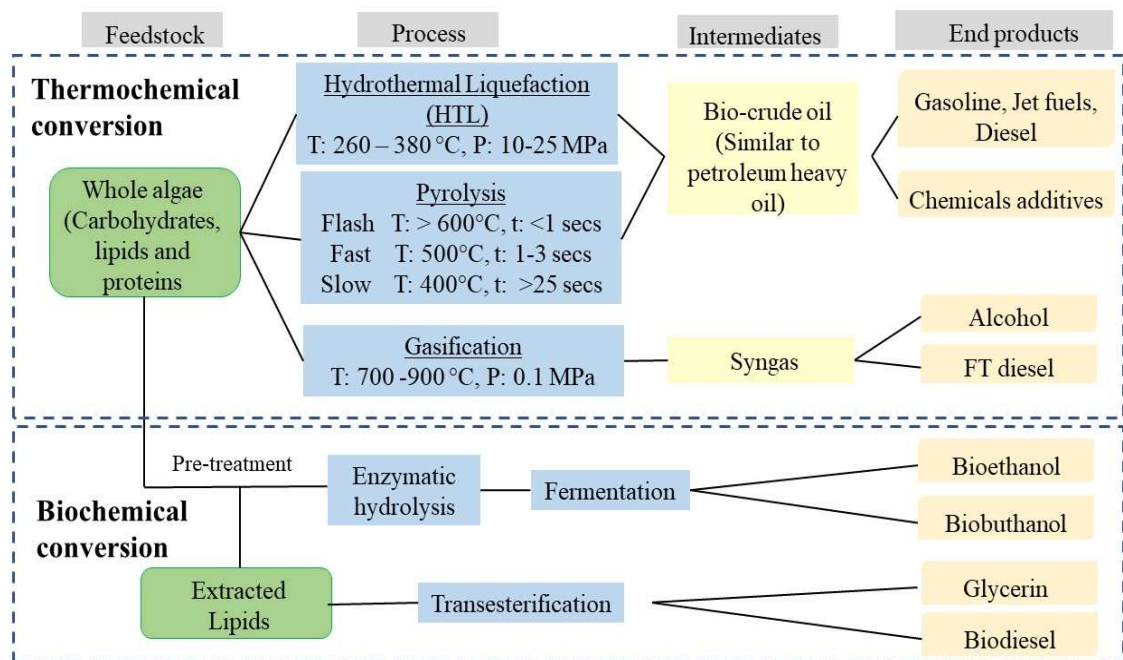 Feedstock
Process
Intermediates
End products
Thermochemical
conversion
Whole algae
(Carbohydrates,
lipids and
proteins
Hydrothermal Liquefaction
(HTL)
T: 260 – 380 °C, P: 10-25 MPa
Pyrolysis
Flash T: > 600°C, t: <1 secs
Fast T: 500°C, t: 1-3 secs
Slow T: 400°C, t: >25 secs
Gasification
T: 700 -900 °C, P: 0.1 MPa
Bio-crude oil
(Similar to
petroleum heavy
oil)
Syngas
Gasoline, Jet fuels,
Diesel
Chemicals additives
Alcohol
FT diesel
Biochemical
conversion
Pre-treatment
Enzymatic
hydrolysis
Fermentation
Bioethanol
Biobuthanol
Extracted
Lipids
Transesterification
Glycerin
Biodiesel